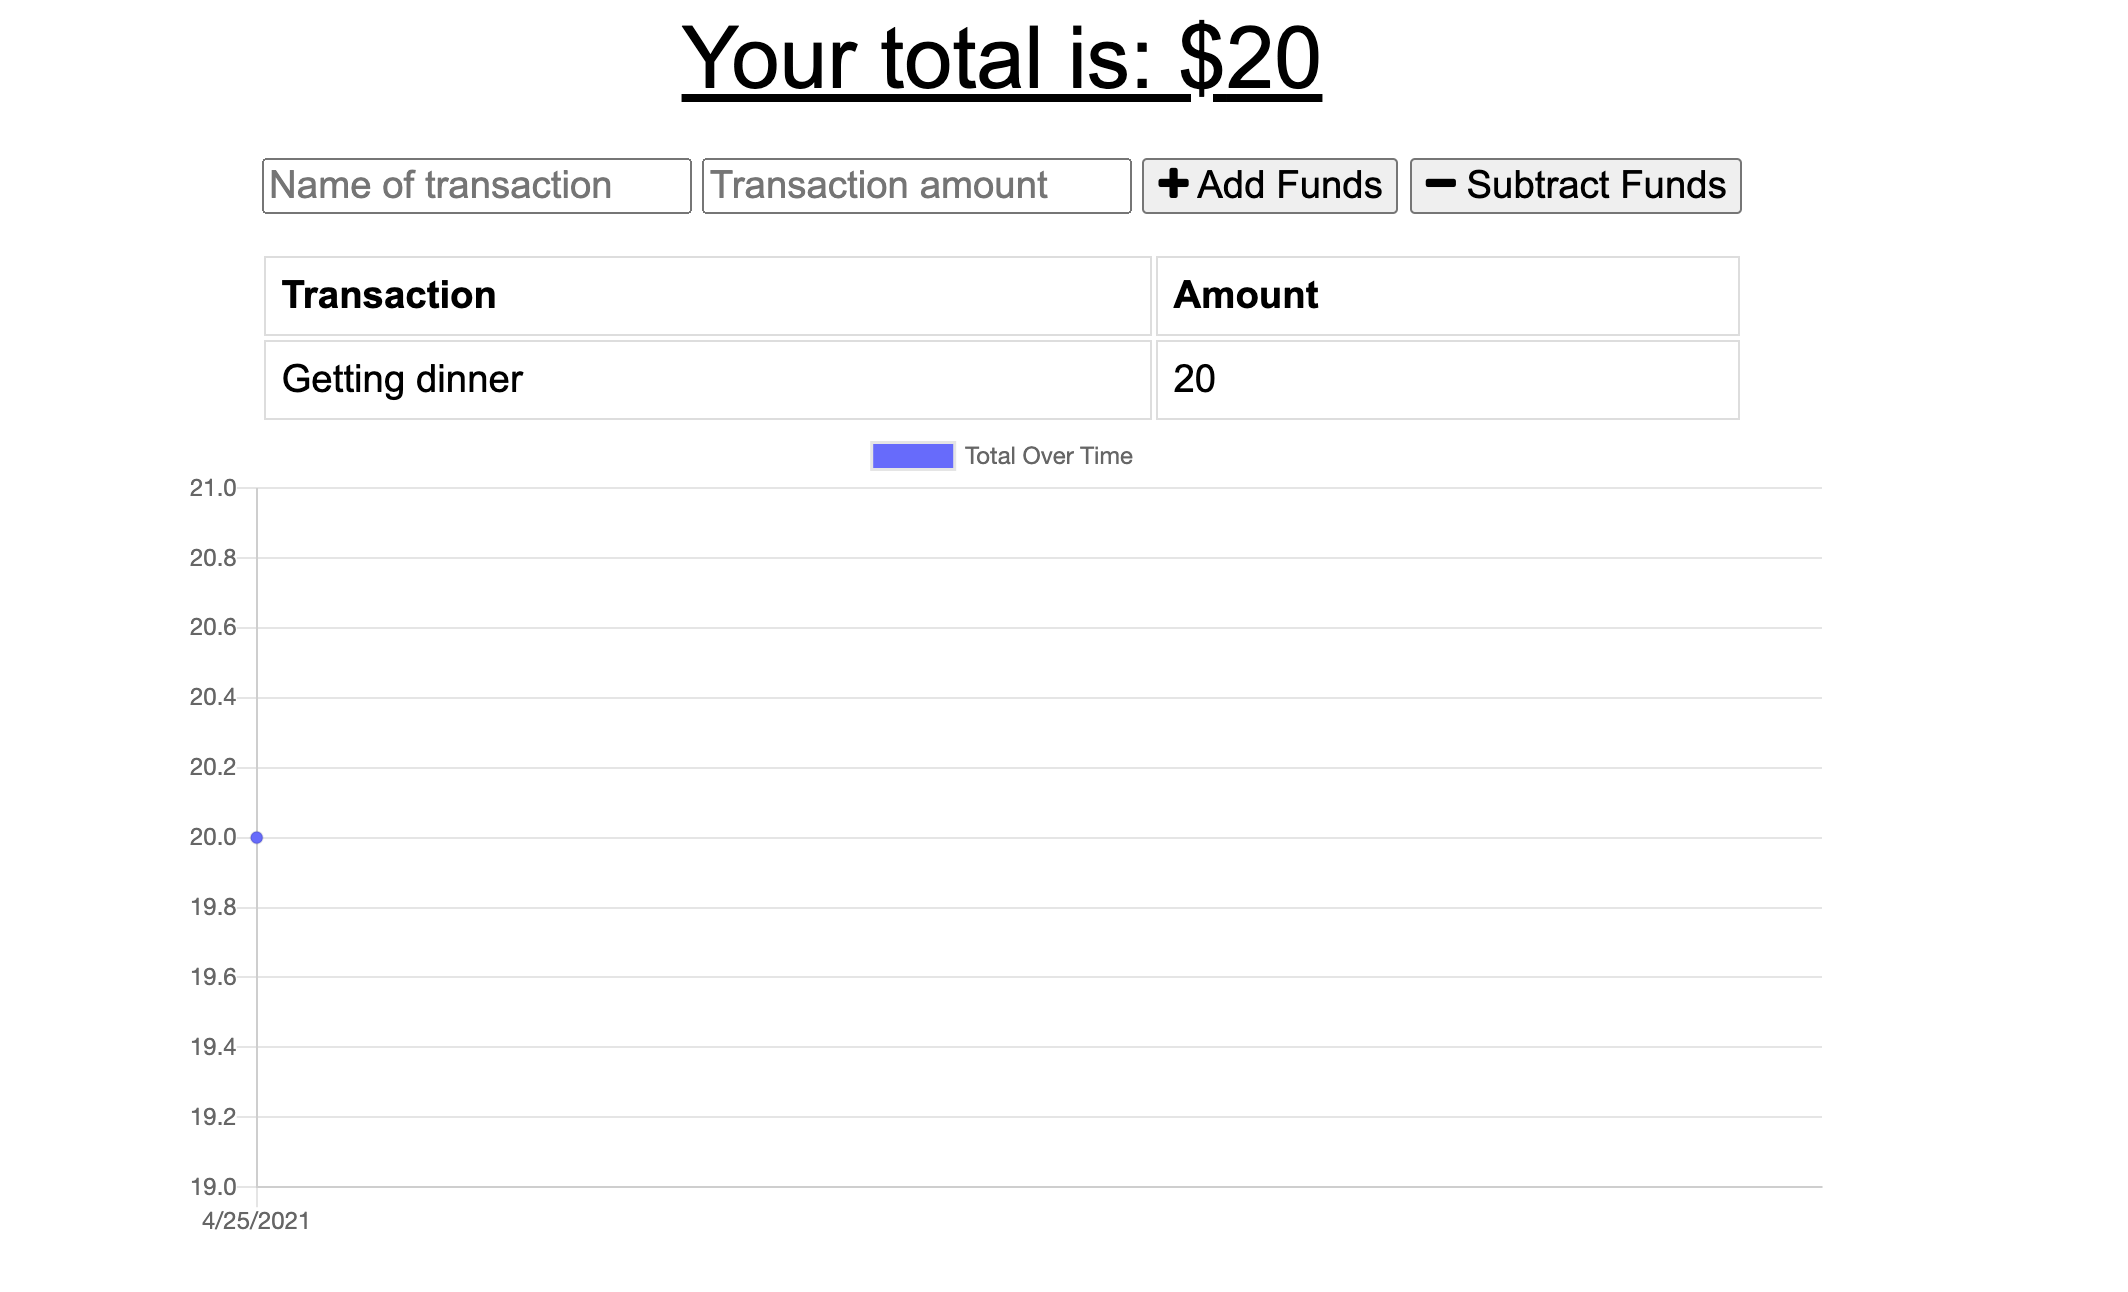 Your total is: $20
Name of transaction Transaction amount Add Funds Subtract Funds
Transaction Amount
Getting dinner 20
Total Over Time
21.0
20.8
20.6
20.4
20.2
20.0
19.8
19.6
19.4
19.2
19.0
4/25/2021